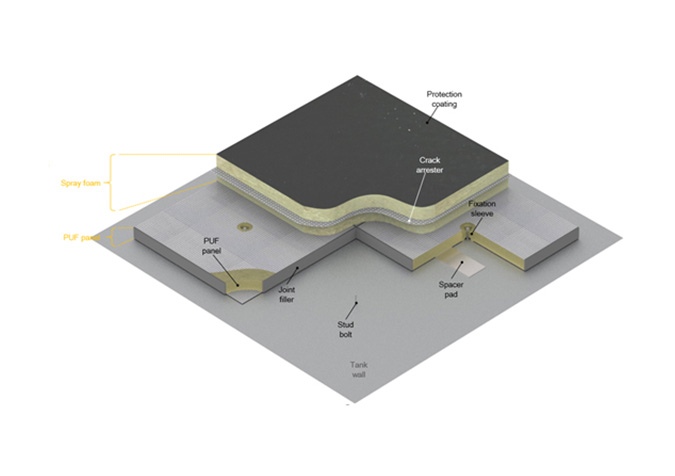 Protection
coating
Crack
arrester
Spray foam
Fixation
sleeve
PUF panel
PUF
panel
Joint
filler
Spacer
pad
Stud
bolt
Tank
wall